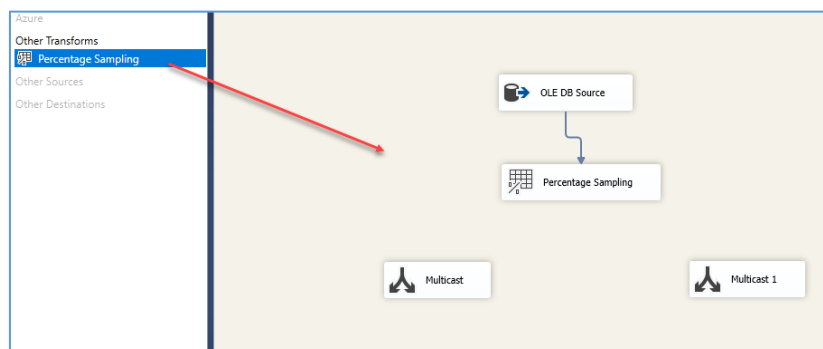 Azure
Other Transforms
Percentage Sampling
Other Sources
Other Destinations
OLE DB Source
Percentage Sampling
Multicast
Multicast 1